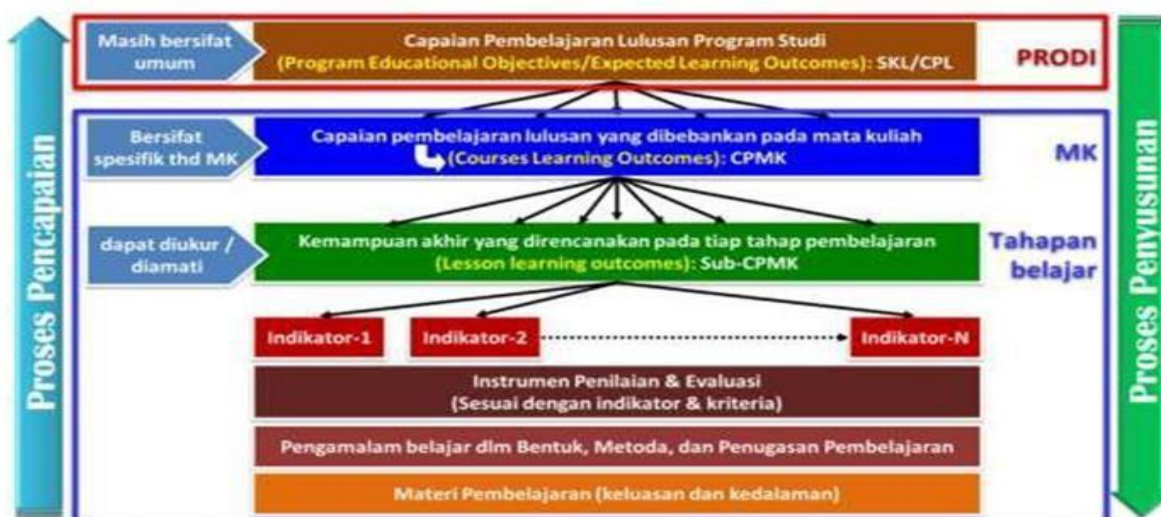 Proses Pencapaian
Masih bersifat
umum
Capaian Pembelajaran Lulusan Program Studi
(Program Educational Objectives/Expected Learning Outcomes): SKL/CPL
PRODI
Bersifat
spesifik thd MK
Capaian pembelajaran lulusan yang dibebankan pada mata kuliah
(Courses Learning Outcomes): CPMK
MK
dapat diukur /
diamati
Kemampuan akhir yang direncanakan pada tiap tahap pembelajaran
(Lesson learning outcomes): Sub-CPMK
Tahapan
belajar
Indikator-1
Indikator-2
Indikator-N
Instrumen Penilaian & Evaluasi
(Sesuai dengan indikator & kriteria)
Pengamalam belajar dlm Bentuk, Metoda, dan Penugasan Pembelajaran
Materi Pembelajaran (keluasan dan kedalaman)
Proses Penyusunan